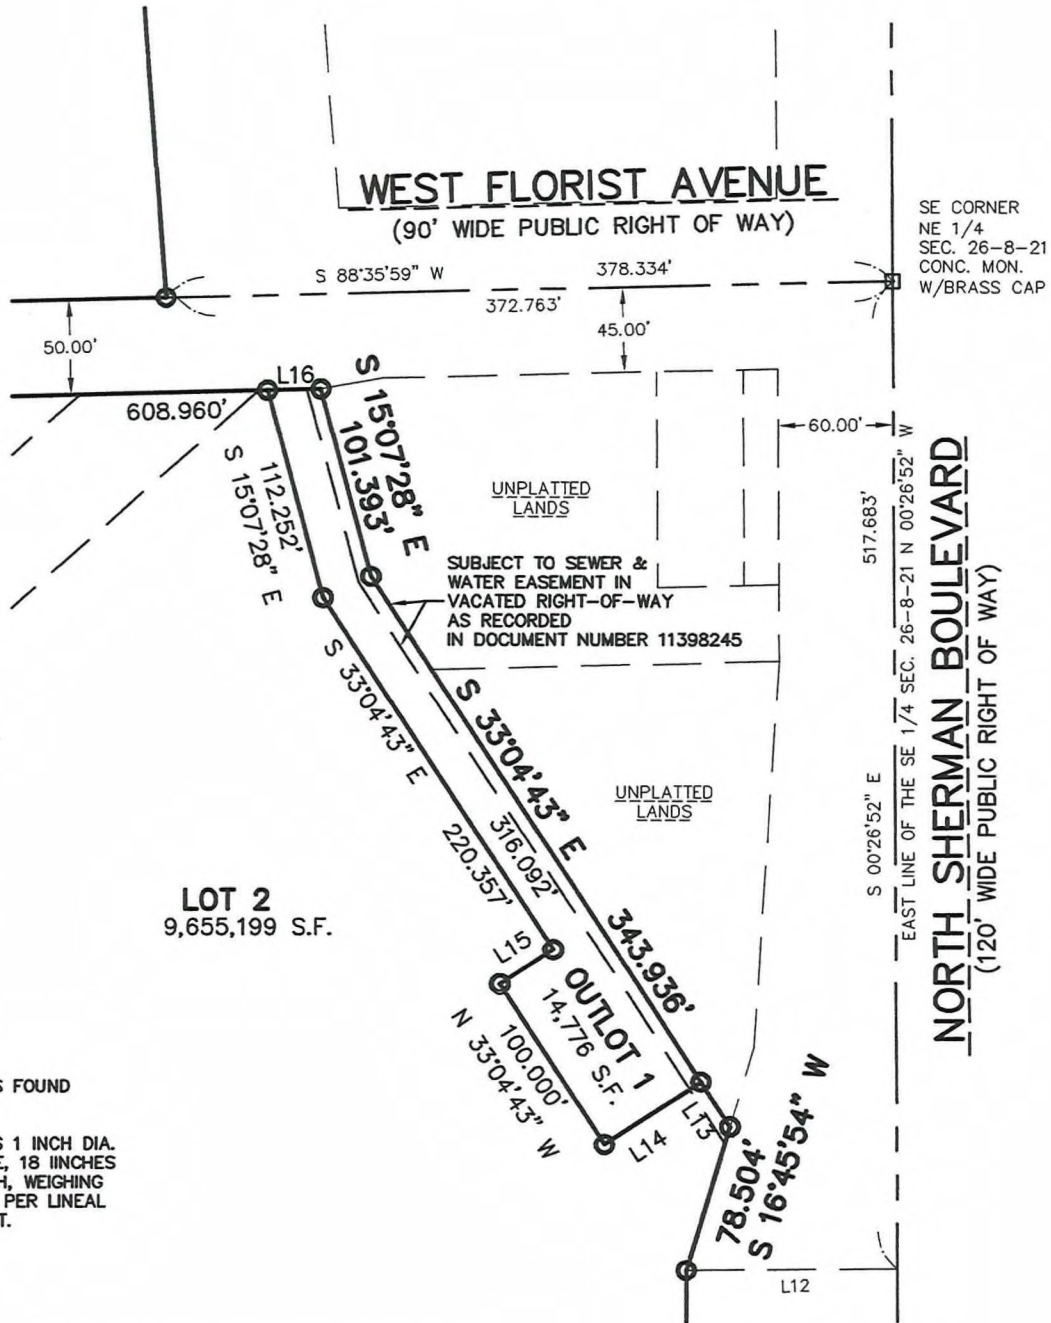 WEST FLORIST AVENUE
(90' WIDE PUBLIC RIGHT OF WAY)
SE CORNER
NE 1/4
SEC. 26-8-21
CONC. MON.
W/BRASS CAP
S 88°35'59" W
378.334'
372.763'
50.00'
45.00'
L16
608.960'
S 15°07'28" E
101.393'
112.252'
S 15°07'28" E
60.00'
UNPLATTED
LANDS
SUBJECT TO SEWER &
WATER EASEMENT IN
VACATED RIGHT-OF-WAY
AS RECORDED
IN DOCUMENT NUMBER 11398245
517.683'
S 00°26'52" E
EAST LINE OF THE SE 1/4 SEC. 26-8-21 N 00°26'52" W
NORTH SHERMAN BOULEVARD
(120' WIDE PUBLIC RIGHT OF WAY)
S 33°04'43" E
S 33°04'43" E
343.936'
316.092'
220.357'
UNPLATTED
LANDS
LOT 2
9,655,199 S.F.
L15
OUTLOT 1
14,776 S.F.
100.000'
N 33°04'43" W
L14
L13
78.504'
S 16°45'54" W
L12
FOUND
1 INCH DIA.
18 IINCHES
WEIGHING
PER LINEAL